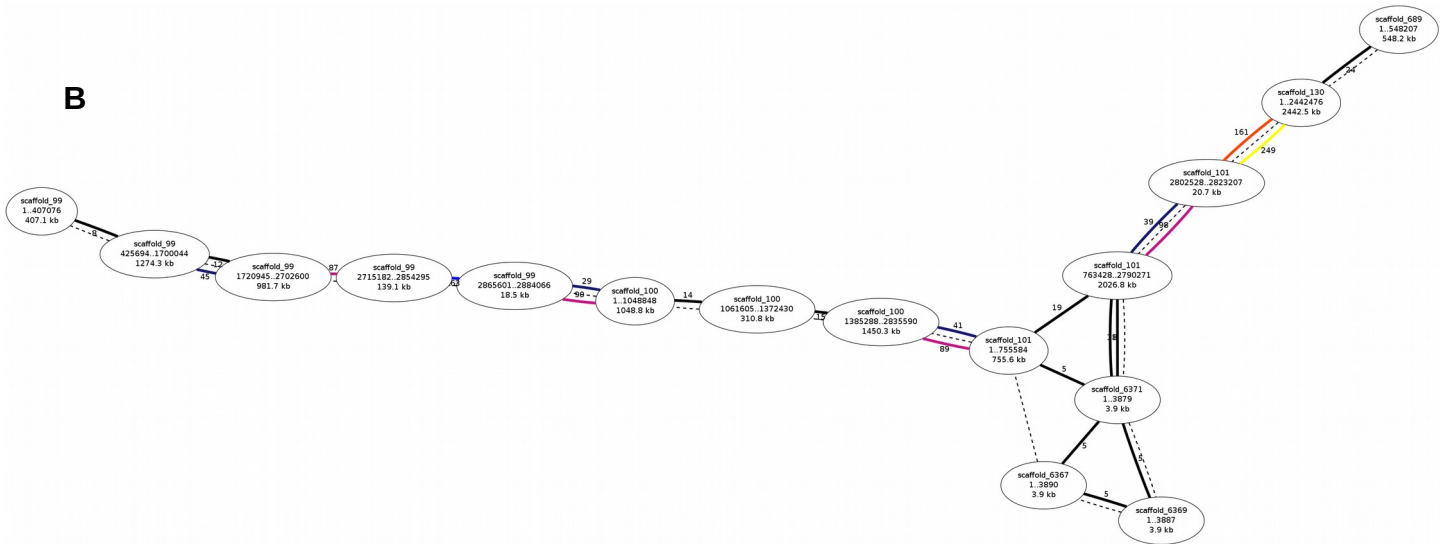 B
scaffold_689
1..548207
548.2 kb
24
scaffold_130
1..2442476
2442.5 kb
161
249
scaffold_101
2802528..2823207
20.7 kb
39
98
scaffold_101
763428..2790271
2026.8 kb
scaffold_99
1..407076
407.1 kb
8
scaffold_99
425694..1700044
1274.3 kb
12
45
scaffold_99
1720945..2702600
981.7 kb
87
scaffold_99
2715182..2854295
139.1 kb
63
scaffold_99
2865601..2884066
18.5 kb
29
90
scaffold_100
1..1048848
1048.8 kb
14
scaffold_100
1061605..1372430
310.8 kb
15
scaffold_100
1385288..2835590
1450.3 kb
41
89
scaffold_101
1..755584
755.6 kb
19
5
scaffold_6371
1..3879
3.9 kb
5
5
scaffold_6367
1..3890
3.9 kb
5
scaffold_6369
1..3887
3.9 kb